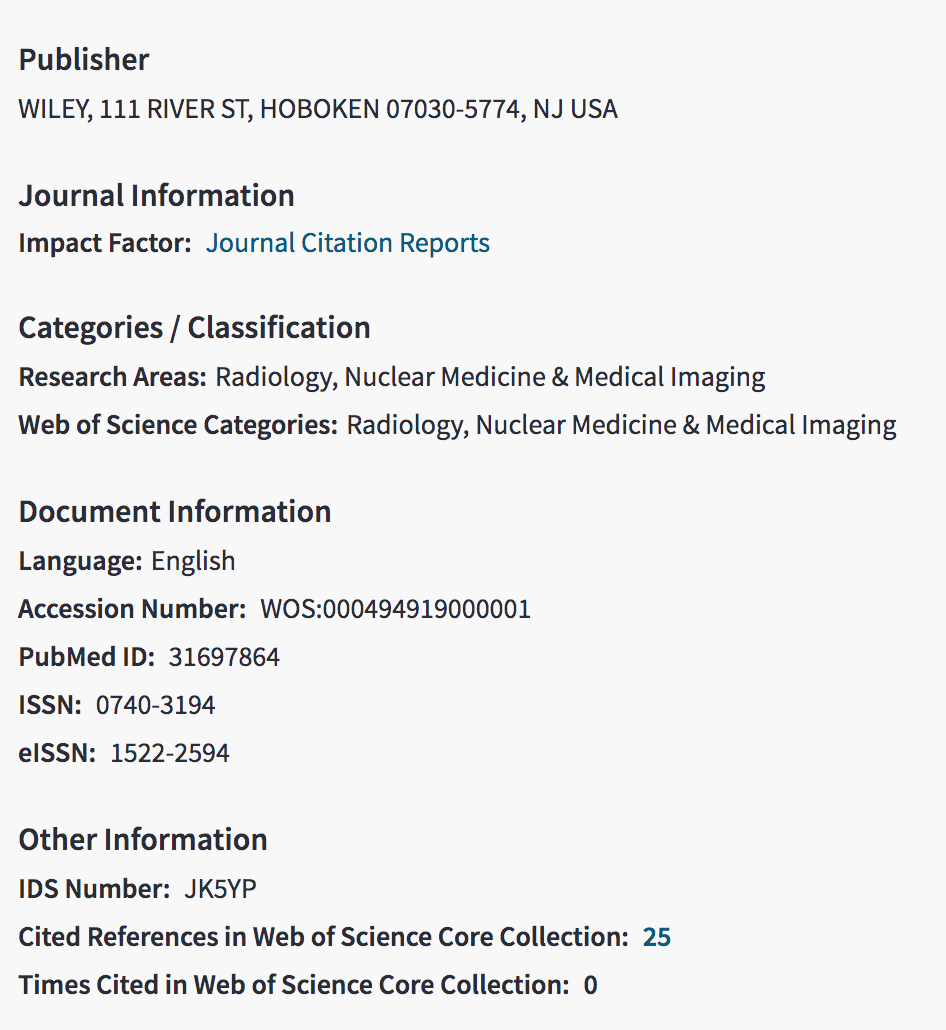 Publisher
WILEY, 111 RIVER ST, HOBOKEN 07030-5774, NJ USA
Journal Information
Impact Factor: Journal Citation Reports
Categories / Classification
Research Areas: Radiology, Nuclear Medicine & Medical Imaging
Web of Science Categories: Radiology, Nuclear Medicine & Medical Imaging
Document Information
Language: English
Accession Number: WOS:000494919000001
PubMed ID: 31697864
ISSN: 0740-3194
eISSN: 1522-2594
Other Information
IDS Number: JK5YP
Cited References in Web of Science Core Collection: 25
Times Cited in Web of Science Core Collection: 0